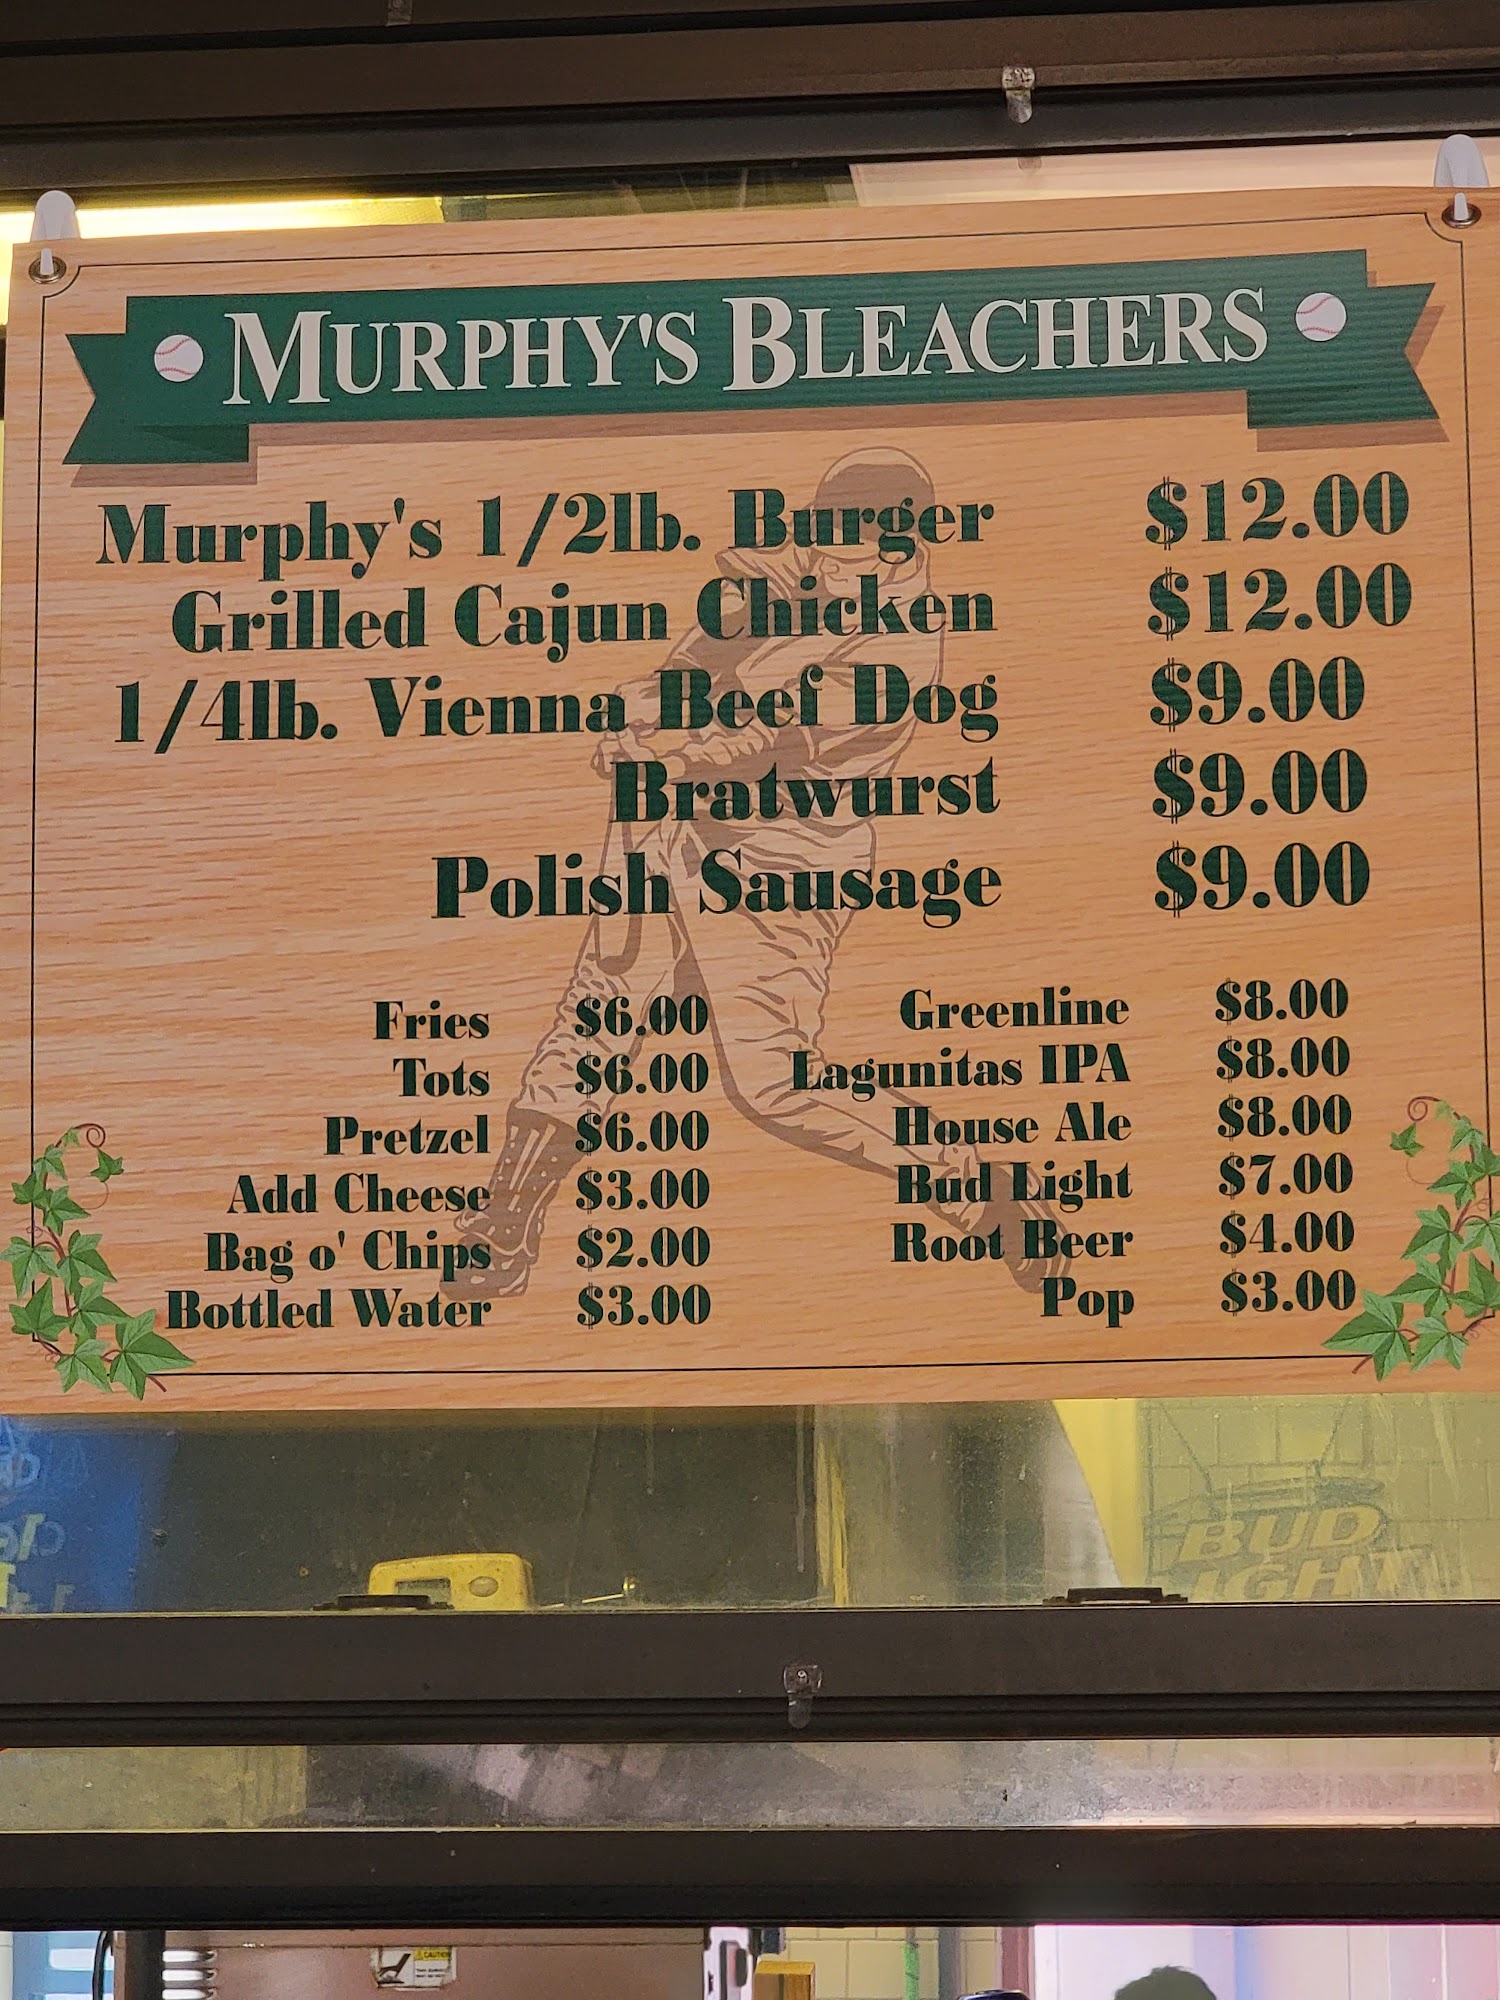 MURPHY'S BLEACHERS
Murphy's 1/2lb. Burger $12.00
Grilled Cajun Chicken $12.00
1/4lb. Vienna Beef Dog $9.00
Bratwurst $9.00
Polish Sausage $9.00
Fries $6.00
Tots $6.00
Pretzel $6.00
Add Cheese $3.00
Bag o' Chips $2.00
Bottled Water $3.00
Greenline $8.00
Lagunitas IPA $8.00
House Ale $8.00
Bud Light $7.00
Root Beer $4.00
Pop $3.00
BUD
LIGHT
CAUTION